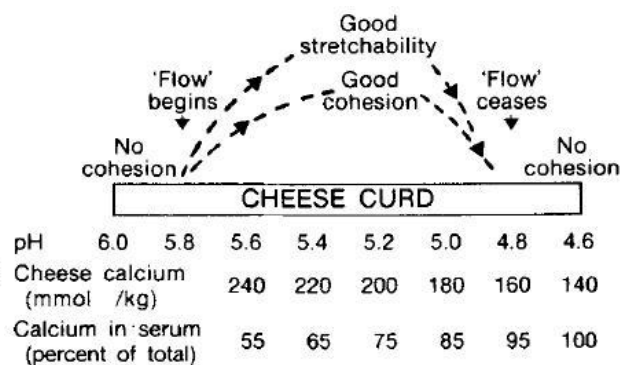 Good
stretchability
'Flow'
begins
Good
cohesion
'Flow'
ceases
No
cohesion
No
cohesion
CHEESE CURD
pH 6.0 5.8 5.6 5.4 5.2 5.0 4.8 4.6
Cheese calcium
(mmol /kg) 240 220 200 180 160 140
Calcium in serum
(percent of total) 55 65 75 85 95 100